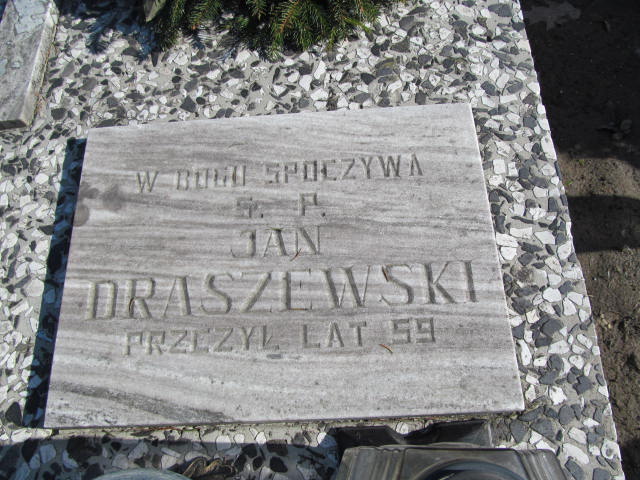 W BOGU SPOCZYWA
Ś. P.
JAN
DRASZEWSKI
PRZEŻYŁ LAT 59